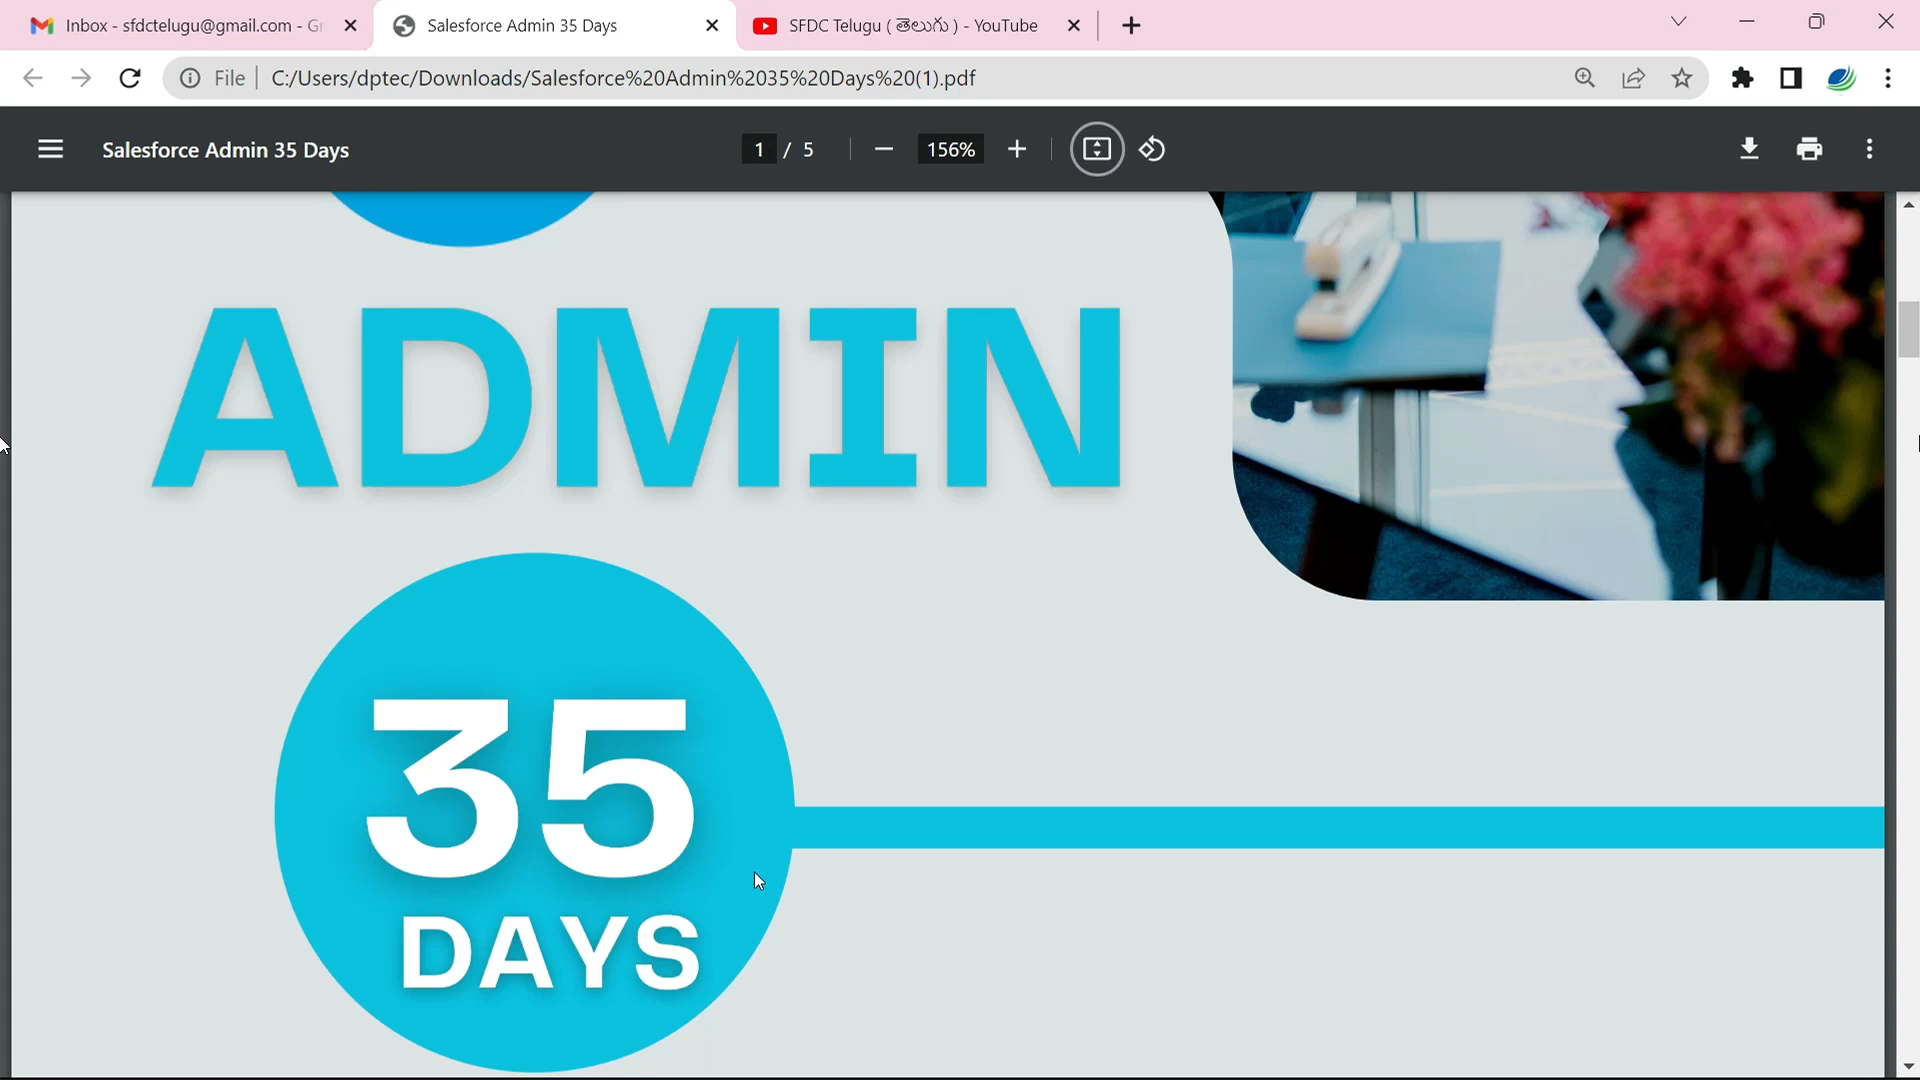 Inbox - sfdctelugu@gmail.com - Gr
Salesforce Admin 35 Days
SFDC Telugu ( తెలుగు ) - YouTube
File
C:/Users/dptec/Downloads/Salesforce%20Admin%2035%20Days%20(1).pdf
Salesforce Admin 35 Days
1 / 5
156%
ADMIN
35
DAYS